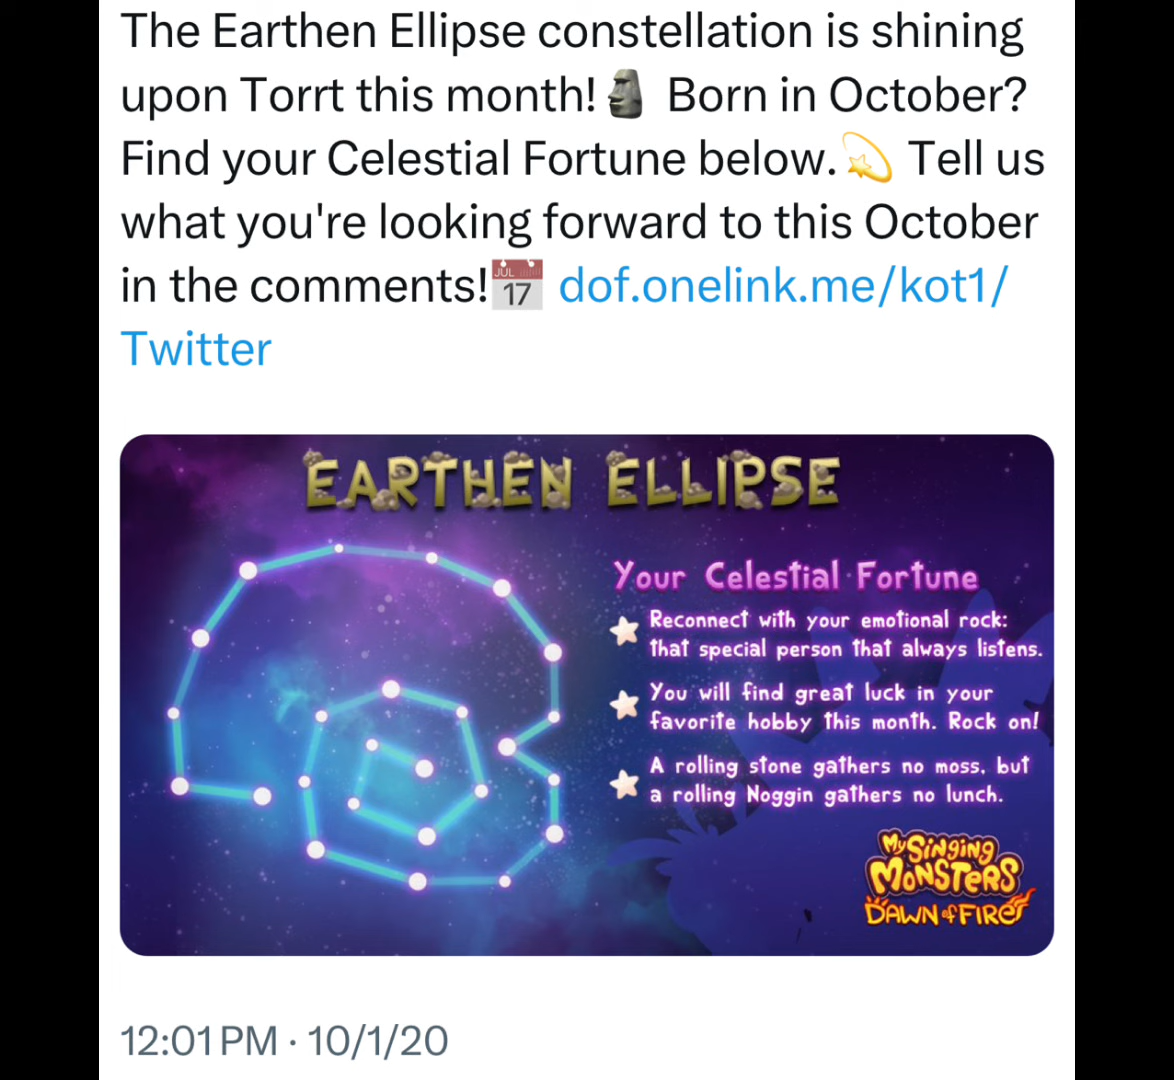 The Earthen Ellipse constellation is shining
upon Torrt this month!🗿 Born in October?
Find your Celestial Fortune below.💫 Tell us
what you're looking forward to this October
in the comments!📅 dof.onelink.me/kot1/
Twitter
EARTHEN ELLIPSE
Your Celestial Fortune
Reconnect with your emotional rock:
that special person that always listens.
You will find great luck in your
favorite hobby this month. Rock on!
A rolling stone gathers no moss, but
a rolling Noggin gathers no lunch.
My Singing
Monsters
Dawn of Fire
12:01 PM · 10/1/20